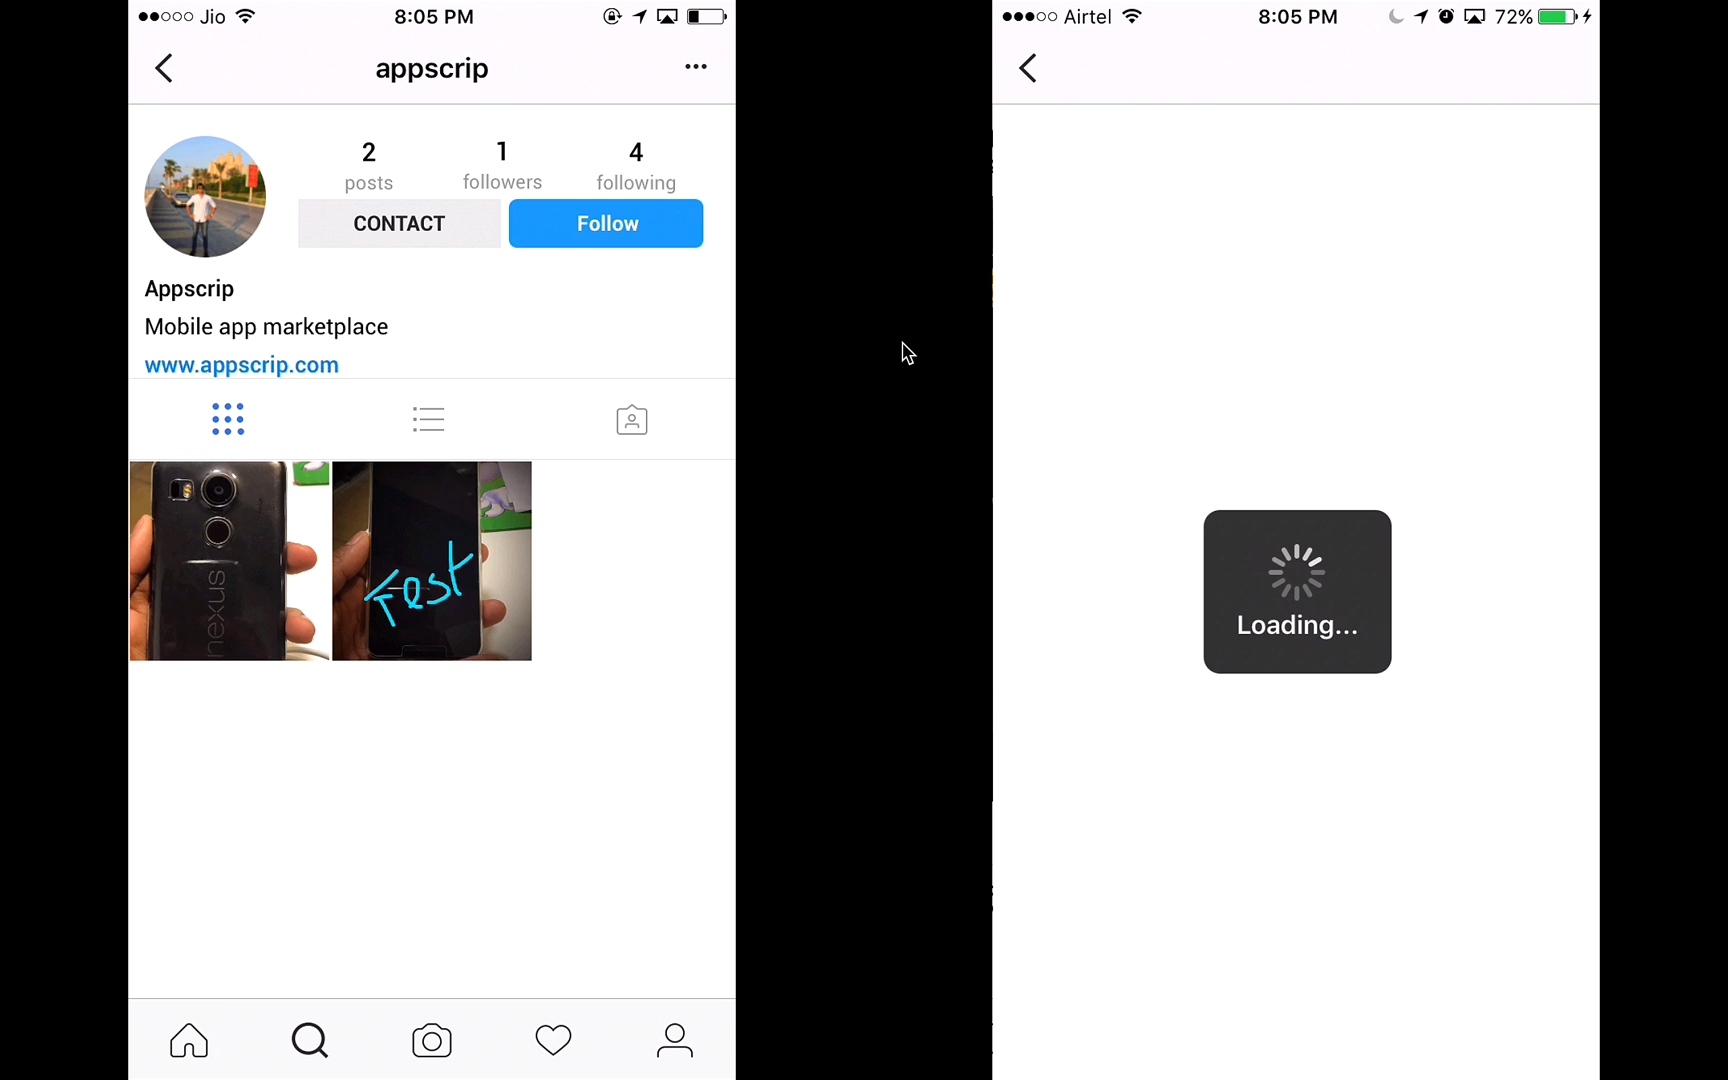 Jio 8:05 PM
appscrip
2 1 4
posts followers following
CONTACT Follow
Appscrip
Mobile app marketplace
www.appscrip.com
nexus
Test
Airtel 8:05 PM 72%
Loading...